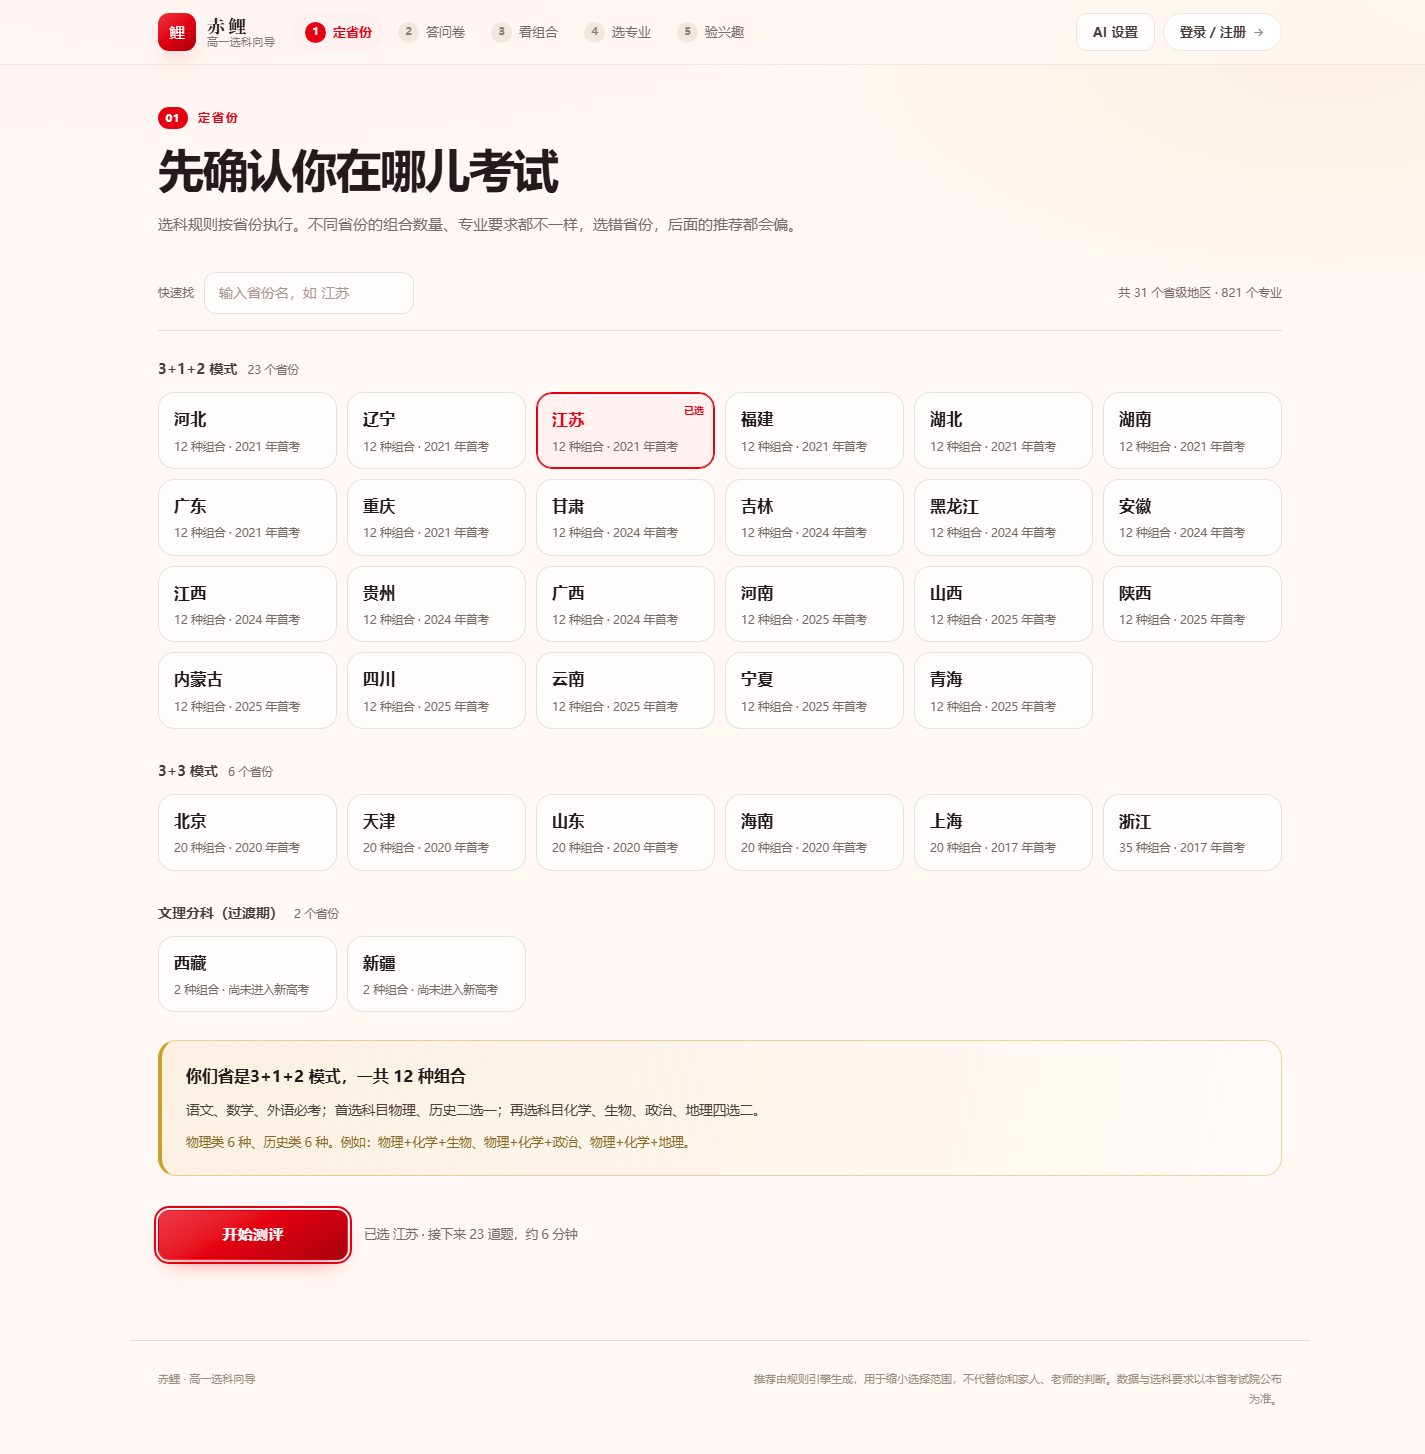 鲤
赤鲤
高一选科向导
1 定省份
2 答问卷
3 看组合
4 选专业
5 验兴趣
AI 设置
登录 / 注册 →
01 定省份
先确认你在哪儿考试
选科规则按省份执行。不同省份的组合数量、专业要求都不一样，选错省份，后面的推荐都会偏。
快速找
输入省份名，如 江苏
共 31 个省级地区 · 821 个专业
3+1+2 模式 23 个省份
河北
12 种组合 · 2021 年首考
辽宁
12 种组合 · 2021 年首考
江苏
已选
12 种组合 · 2021 年首考
福建
12 种组合 · 2021 年首考
湖北
12 种组合 · 2021 年首考
湖南
12 种组合 · 2021 年首考
广东
12 种组合 · 2021 年首考
重庆
12 种组合 · 2021 年首考
甘肃
12 种组合 · 2024 年首考
吉林
12 种组合 · 2024 年首考
黑龙江
12 种组合 · 2024 年首考
安徽
12 种组合 · 2024 年首考
江西
12 种组合 · 2024 年首考
贵州
12 种组合 · 2024 年首考
广西
12 种组合 · 2024 年首考
河南
12 种组合 · 2025 年首考
山西
12 种组合 · 2025 年首考
陕西
12 种组合 · 2025 年首考
内蒙古
12 种组合 · 2025 年首考
四川
12 种组合 · 2025 年首考
云南
12 种组合 · 2025 年首考
宁夏
12 种组合 · 2025 年首考
青海
12 种组合 · 2025 年首考
3+3 模式 6 个省份
北京
20 种组合 · 2020 年首考
天津
20 种组合 · 2020 年首考
山东
20 种组合 · 2020 年首考
海南
20 种组合 · 2020 年首考
上海
20 种组合 · 2017 年首考
浙江
35 种组合 · 2017 年首考
文理分科（过渡期） 2 个省份
西藏
2 种组合 · 尚未进入新高考
新疆
2 种组合 · 尚未进入新高考
你们省是3+1+2 模式，一共 12 种组合
语文、数学、外语必考；首选科目物理、历史二选一；再选科目化学、生物、政治、地理四选二。
物理类 6 种、历史类 6 种。例如：物理+化学+生物、物理+化学+政治、物理+化学+地理。
开始测评
已选 江苏 · 接下来 23 道题，约 6 分钟
赤鲤 · 高一选科向导
推荐由规则引擎生成，用于缩小选择范围，不代替你和家人、老师的判断。数据与选科要求以本省考试院公布
为准。